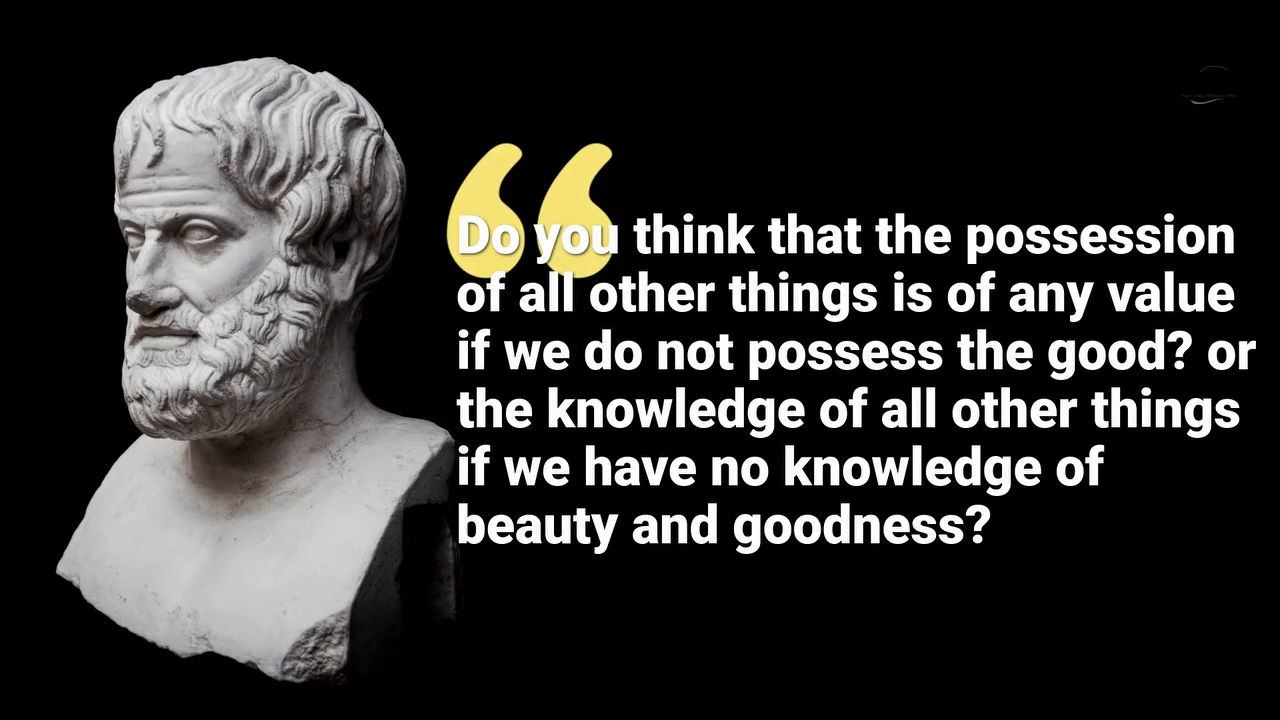 Do you think that the possession
of all other things is of any value
if we do not possess the good? or
the knowledge of all other things
if we have no knowledge of
beauty and goodness?